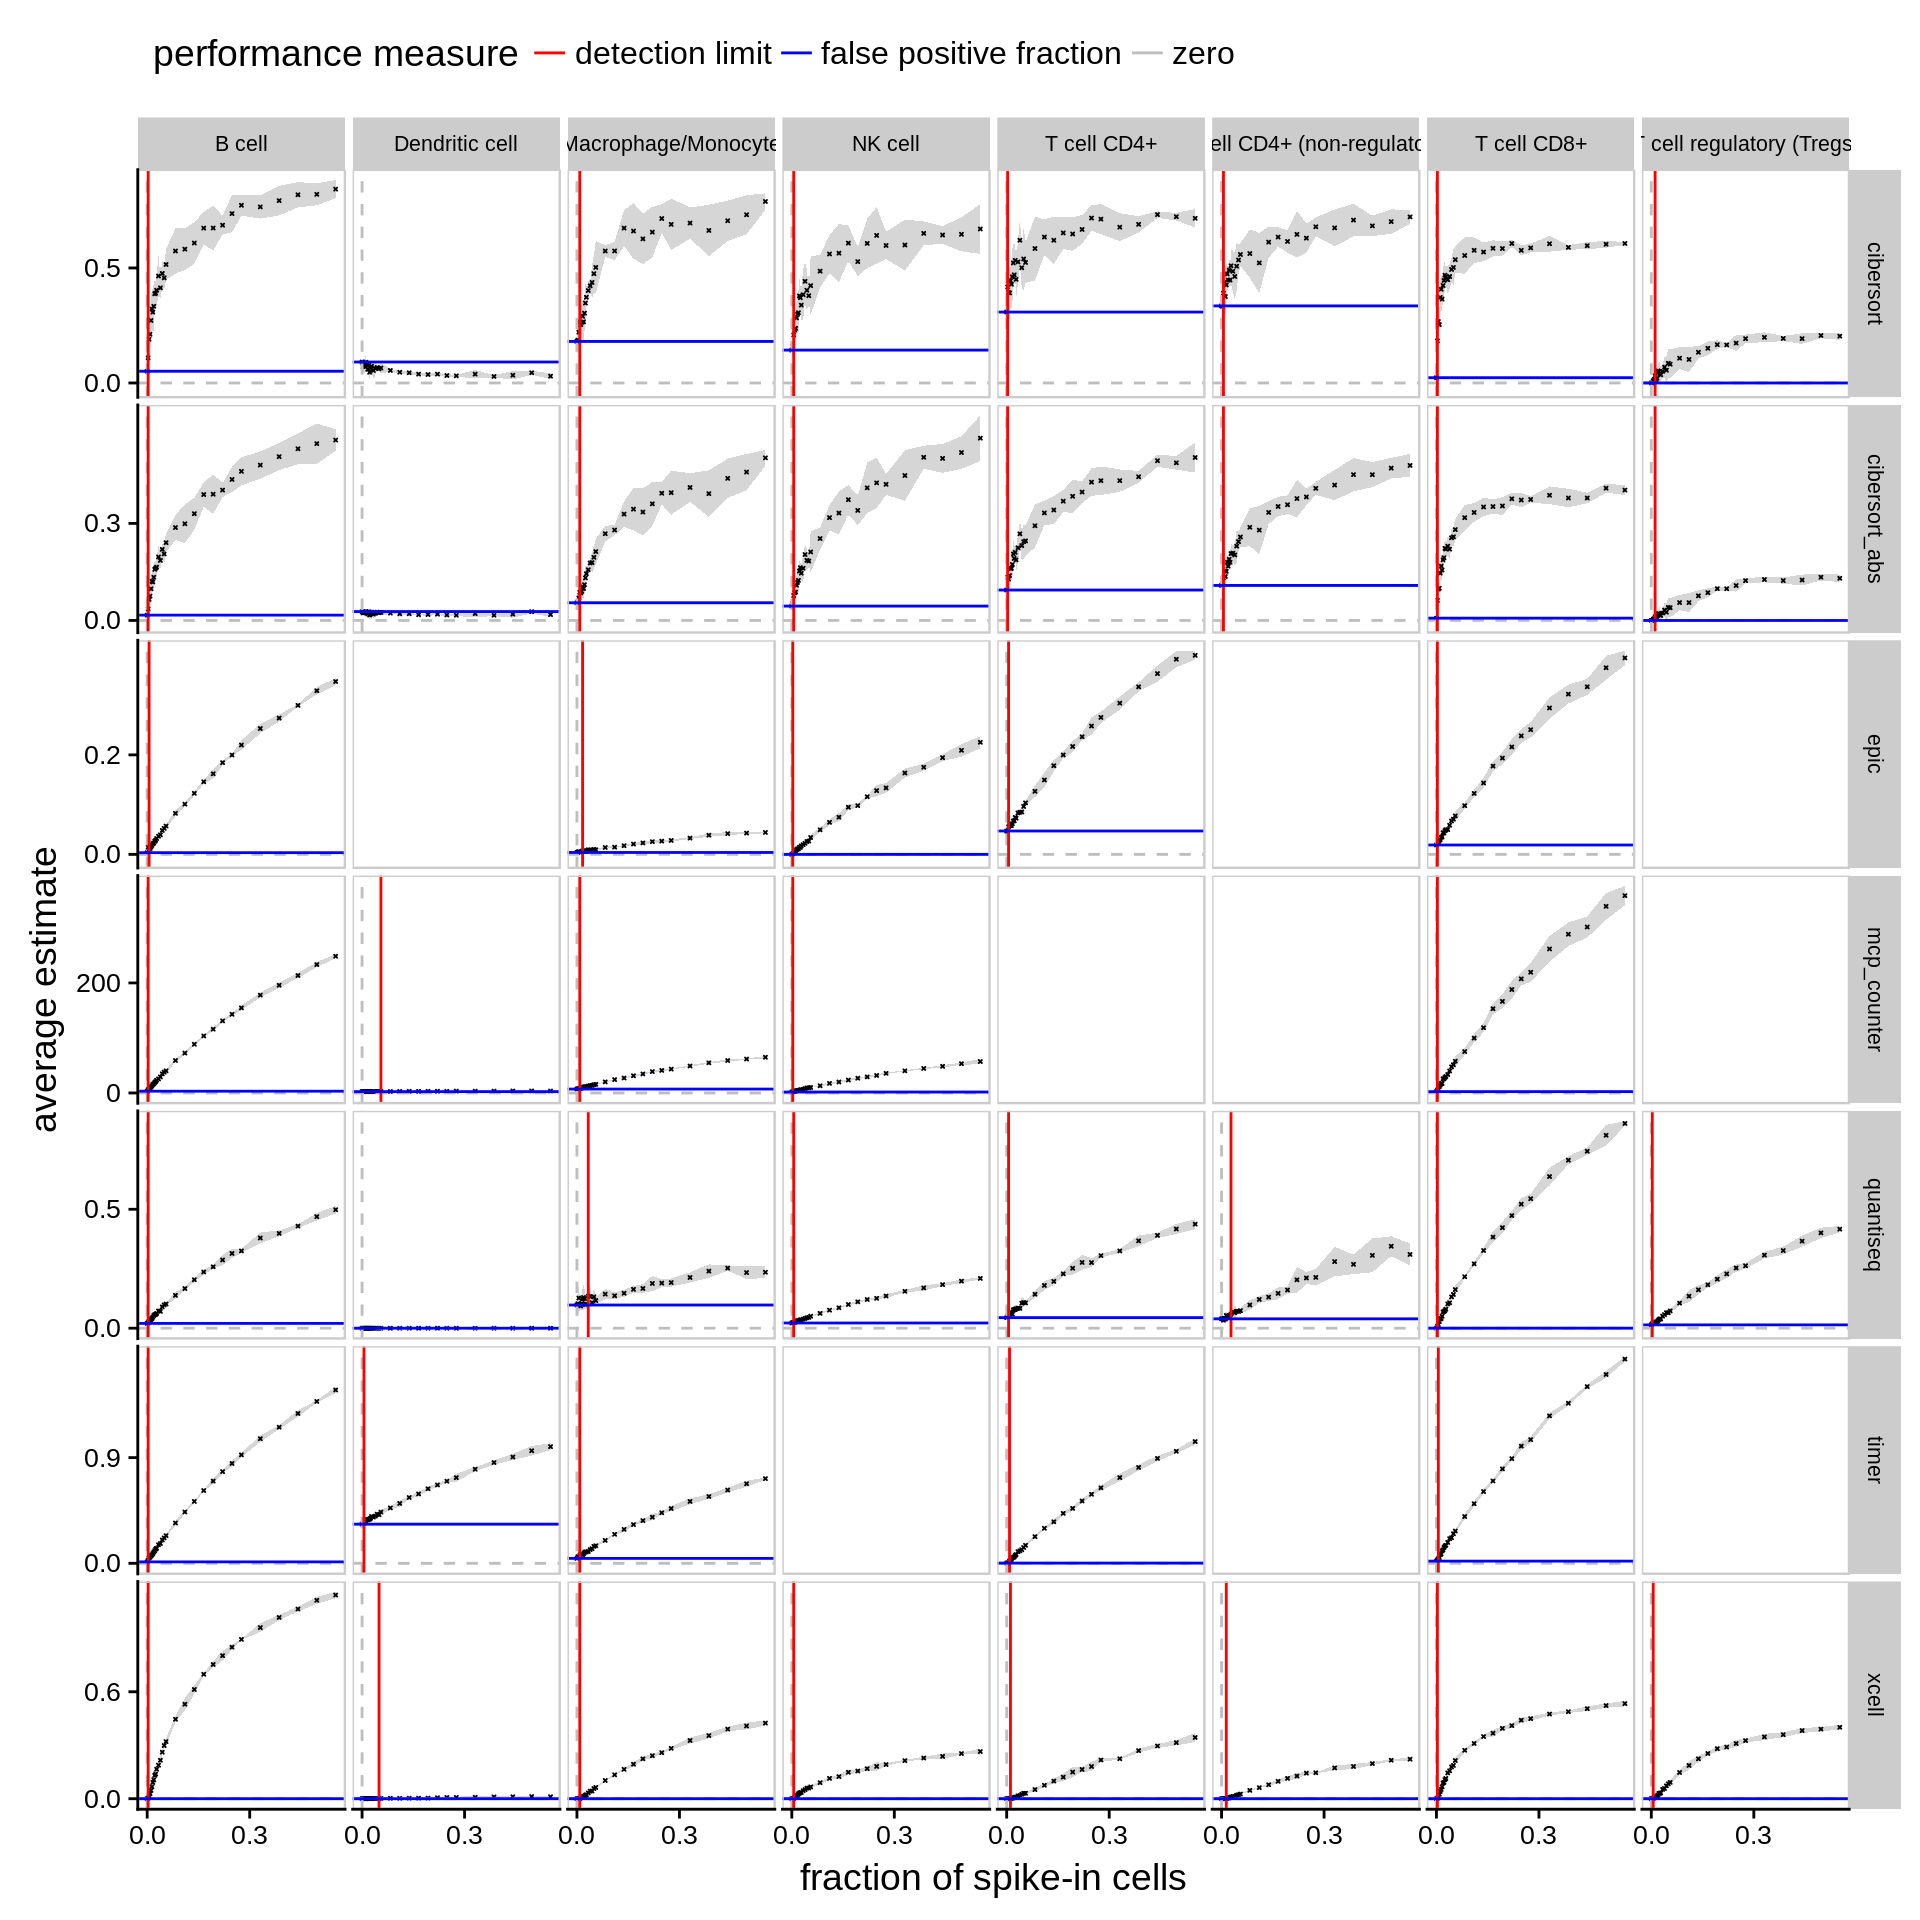 performance measure detection limit false positive fraction zero
B cell Dendritic cell Macrophage/Monocyte NK cell T cell CD4+ ell CD4+ (non-regulato T cell CD8+ cell regulatory (Tregs
0.5
0.0
cibersort
0.3
0.0
cibersort_abs
0.2
0.0
epic
200
0
mcp_counter
0.5
0.0
quantiseq
0.9
0.0
timer
0.6
0.0
xcell
average estimate
0.0 0.3 0.0 0.3 0.0 0.3 0.0 0.3 0.0 0.3 0.0 0.3 0.0 0.3 0.0 0.3
fraction of spike-in cells